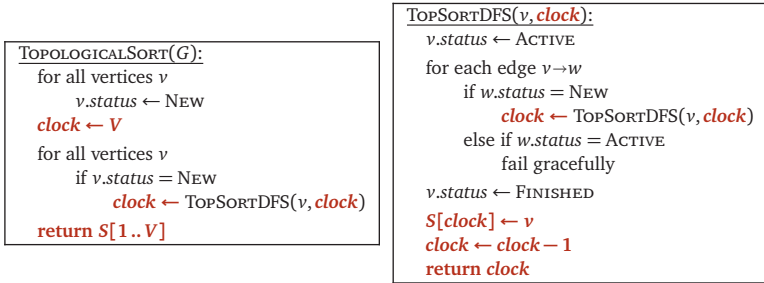 TOPOLOGICALSORT(G):
for all vertices v
v.status ← NEW
clock ← V
for all vertices v
if v.status = NEW
clock ← TOPSORTDFS(v, clock)
return S[1 .. V]
TOPSORTDFS(v, clock):
v.status ← ACTIVE
for each edge v→w
if w.status = NEW
clock ← TOPSORTDFS(v, clock)
else if w.status = ACTIVE
fail gracefully
v.status ← FINISHED
S[clock] ← v
clock ← clock − 1
return clock